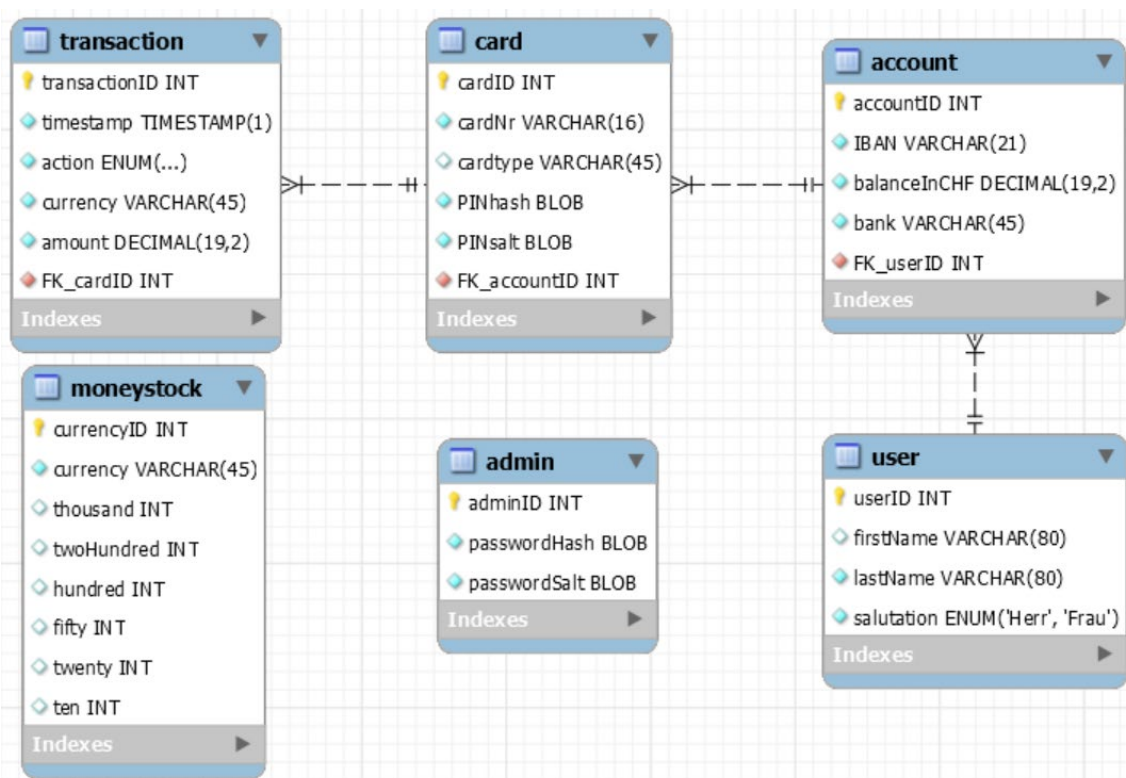 transaction
transactionID INT
timestamp TIMESTAMP(1)
action ENUM(...)
currency VARCHAR(45)
amount DECIMAL(19,2)
FK_cardID INT
Indexes
card
cardID INT
cardNr VARCHAR(16)
cardtype VARCHAR(45)
PINhash BLOB
PINsalt BLOB
FK_accountID INT
Indexes
account
accountID INT
IBAN VARCHAR(21)
balanceInCHF DECIMAL(19,2)
bank VARCHAR(45)
FK_userID INT
Indexes
moneystock
currencyID INT
currency VARCHAR(45)
thousand INT
twoHundred INT
hundred INT
fifty INT
twenty INT
ten INT
Indexes
admin
adminID INT
passwordHash BLOB
passwordSalt BLOB
Indexes
user
userID INT
firstName VARCHAR(80)
lastName VARCHAR(80)
salutation ENUM('Herr', 'Frau')
Indexes